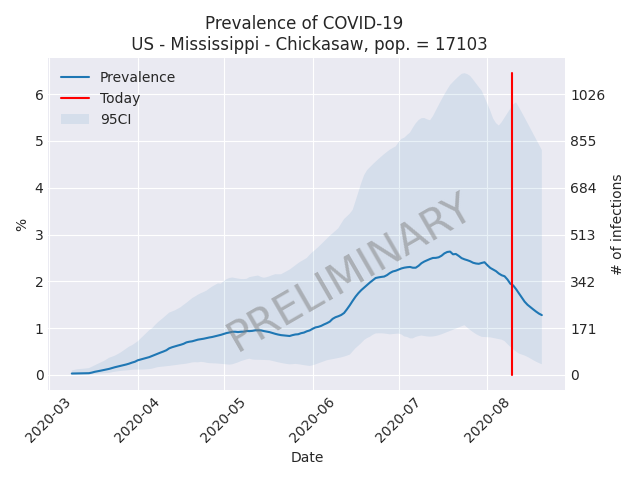 Prevalence of COVID-19
US - Mississippi - Chickasaw, pop. = 17103
Prevalence
Today
95CI
6
5
4
3
2
1
0
%
1026
855
684
513
342
171
0
# of infections
PRELIMINARY
2020-03
2020-04
2020-05
2020-06
2020-07
2020-08
Date